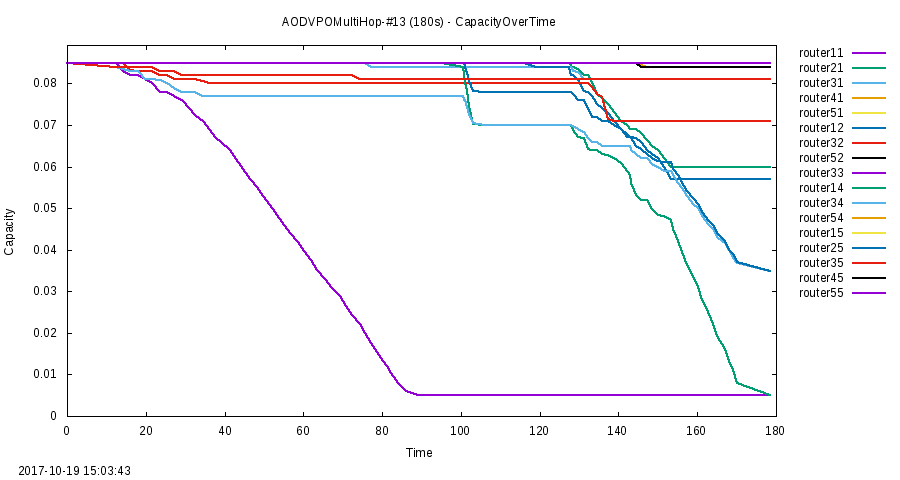 AODVPOMultiHop-#13 (180s) - CapacityOverTime
router11
router21
router31
router41
router51
router12
router32
router52
router33
router14
router34
router54
router15
router25
router35
router45
router55
0.08
0.07
0.06
0.05
0.04
0.03
0.02
0.01
0
Capacity
0 20 40 60 80 100 120 140 160 180
Time
2017-10-19 15:03:43